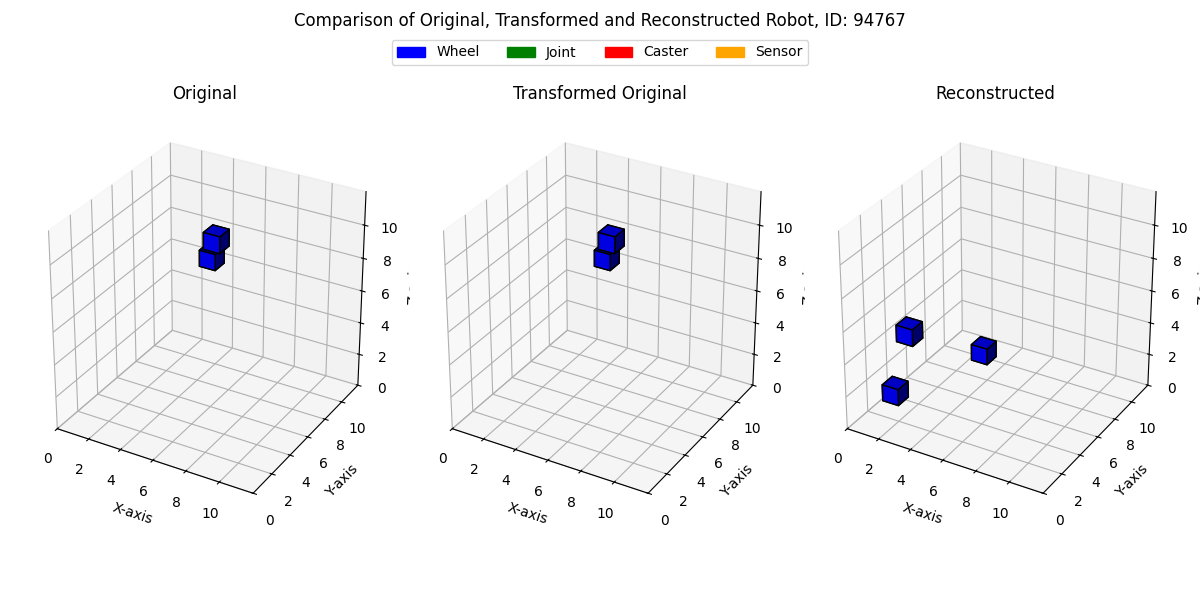 Comparison of Original, Transformed and Reconstructed Robot, ID: 94767
Wheel Joint Caster Sensor
Original
Transformed Original
Reconstructed
0 2 4 6 8 10
X-axis
0 2 4 6 8 10
Y-axis
0 2 4 6 8 10
0 2 4 6 8 10
X-axis
0 2 4 6 8 10
Y-axis
0 2 4 6 8 10
0 2 4 6 8 10
X-axis
0 2 4 6 8 10
Y-axis
0 2 4 6 8 10